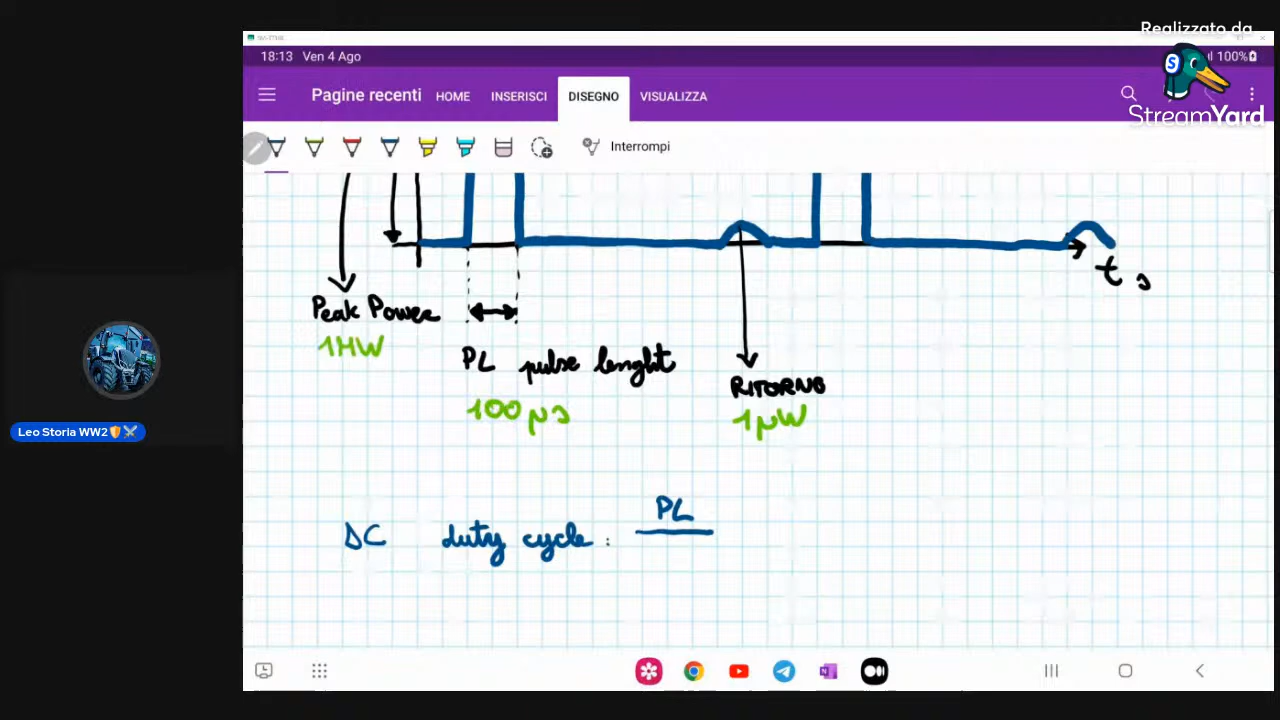 Realizzato da
StreamYard
18:13 Ven 4 Ago
100%
Pagine recenti HOME INSERISCI DISEGNO VISUALIZZA
Interrompi
t s
Peak Power
1MW
PL pulse lenght
100 µs
RITORNO
1µW
Leo Storia WW2
PL
DC duty cycle: